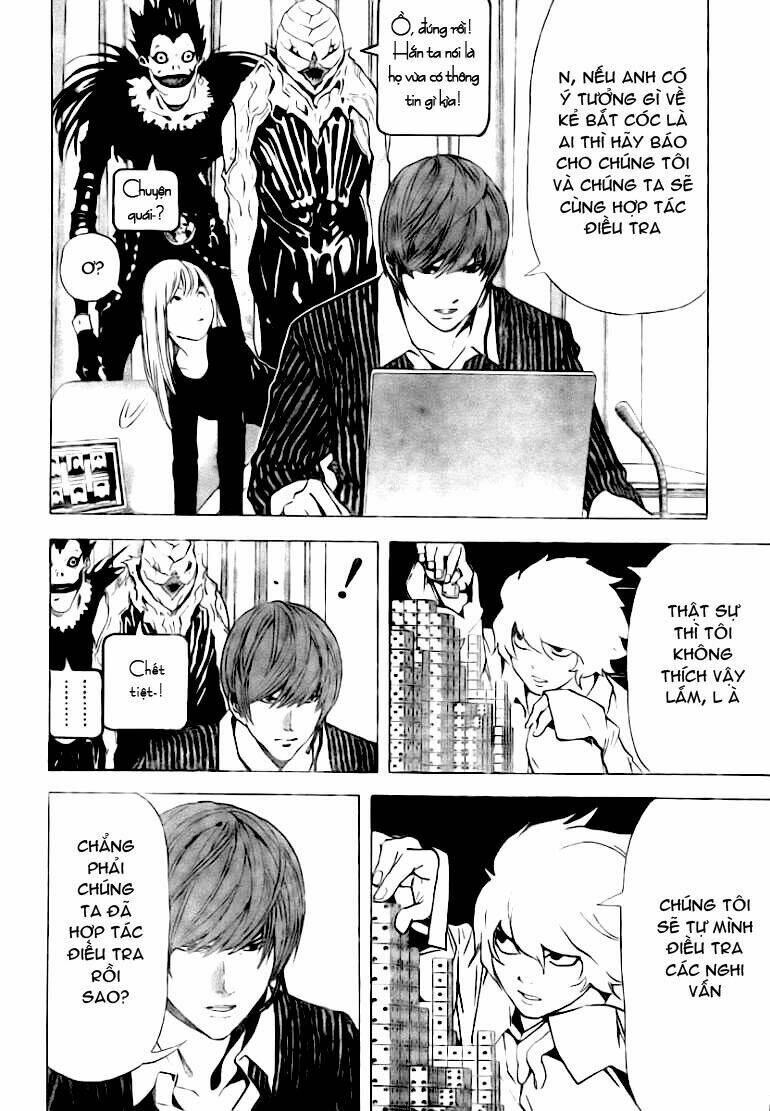 N, NẾU ANH CÓ
Ý TƯỞNG GÌ VỀ
KẺ BẮT CÓC LÀ
AI THÌ HÃY BÁO
CHO CHÚNG TÔI
VÀ CHÚNG TA SẼ
CÙNG HỢP TÁC
ĐIỀU TRA
Ồ, đúng rồi!
Hắn ta nói là
họ vừa có thông
tin gì kìa!
Chuyện
quái-?
Ơ?
THẬT SỰ
THÌ TÔI
KHÔNG
THÍCH VẬY
LẮM, L À
!
Chết
tiệt-!
........
CHÚNG TÔI
SẼ TỰ MÌNH
ĐIỀU TRA
CÁC NGHI
VẤN
CHẲNG
PHẢI
CHÚNG
TA ĐÃ
HỢP TÁC
ĐIỀU TRA
RỒI
SAO?